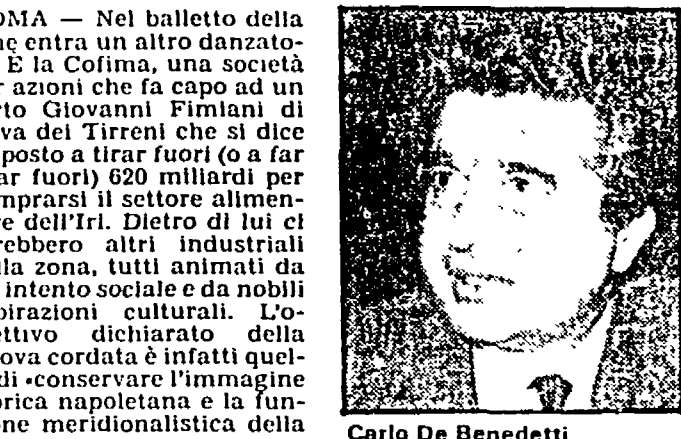 OMA — Nel balletto della
ne entra un altro danzato-
È la Cofima, una società
r azioni che fa capo ad un
rto Giovanni Fimiani di
va dei Tirreni che si dice
posto a tirar fuori (o a far
ar fuori) 620 miliardi per
mprarsi il settore alimen-
re dell'Iri. Dietro di lui ci
rebbero altri industriali
lla zona, tutti animati da
intento sociale e da nobili
pirazioni culturali. L'o-
ettivo dichiarato della
ova cordata è infatti quel-
di «conservare l'immagine
orica napoletana e la fun-
one meridionalistica della
Carlo De Benedetti